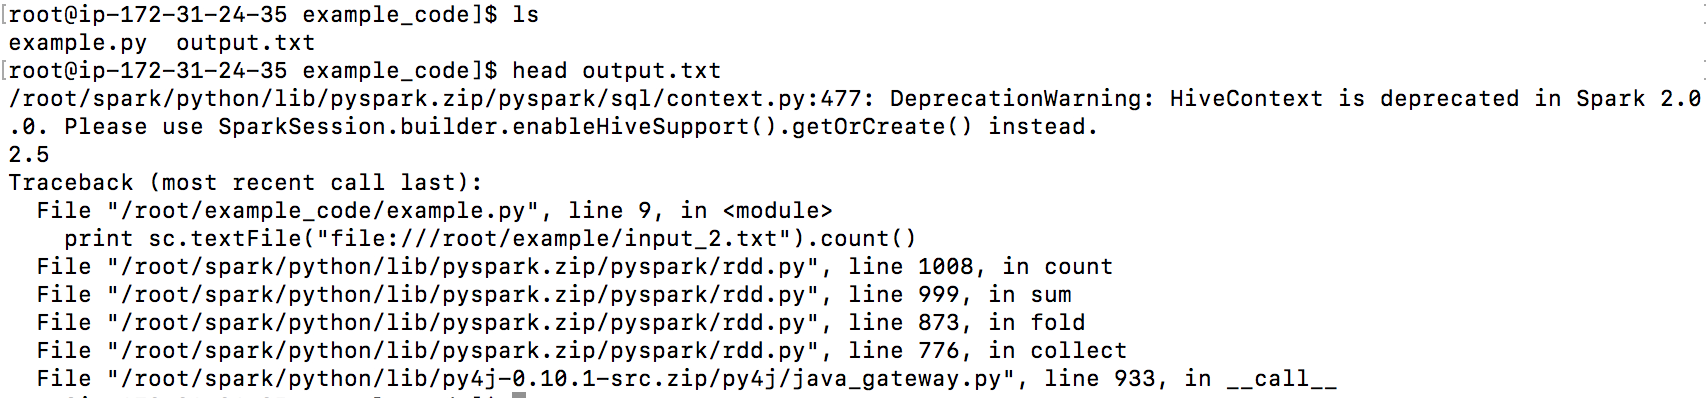 [root@ip-172-31-24-35 example_code]$ ls
example.py  output.txt
[root@ip-172-31-24-35 example_code]$ head output.txt
/root/spark/python/lib/pyspark.zip/pyspark/sql/context.py:477: DeprecationWarning: HiveContext is deprecated in Spark 2.0
.0. Please use SparkSession.builder.enableHiveSupport().getOrCreate() instead.
2.5
Traceback (most recent call last):
  File "/root/example_code/example.py", line 9, in <module>
    print sc.textFile("file:///root/example/input_2.txt").count()
  File "/root/spark/python/lib/pyspark.zip/pyspark/rdd.py", line 1008, in count
  File "/root/spark/python/lib/pyspark.zip/pyspark/rdd.py", line 999, in sum
  File "/root/spark/python/lib/pyspark.zip/pyspark/rdd.py", line 873, in fold
  File "/root/spark/python/lib/pyspark.zip/pyspark/rdd.py", line 776, in collect
  File "/root/spark/python/lib/py4j-0.10.1-src.zip/py4j/java_gateway.py", line 933, in __call__